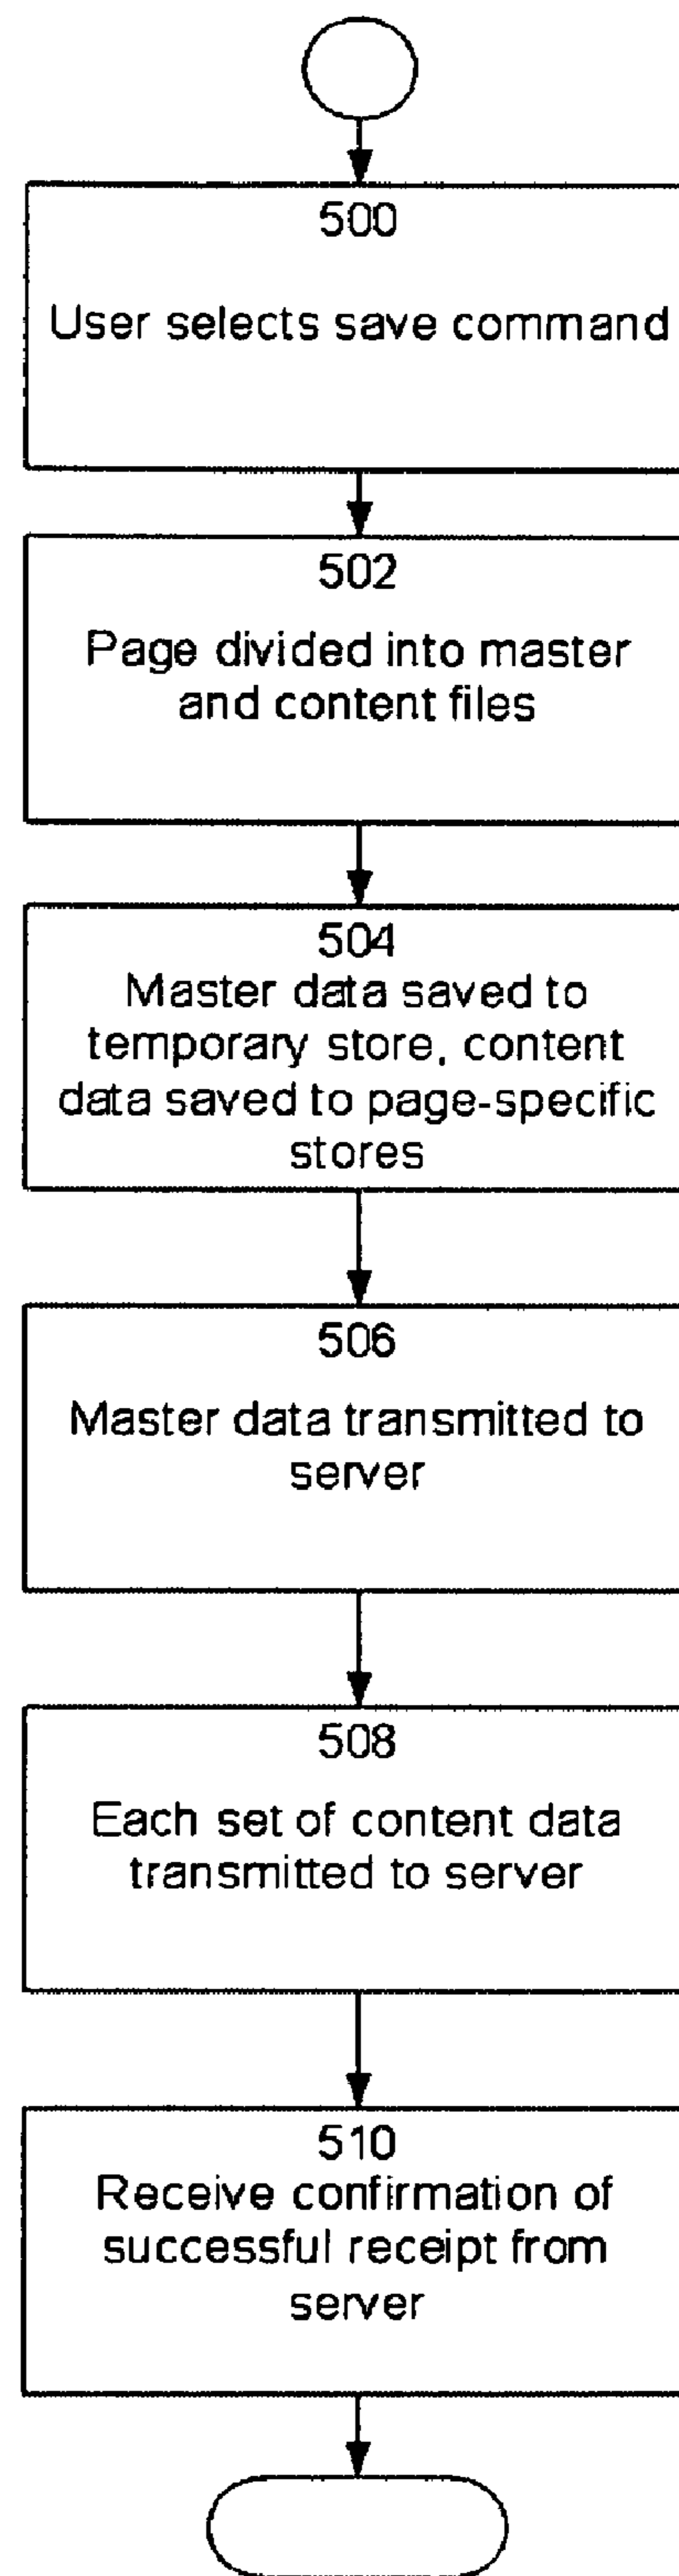 500
User selects save command
502
Page divided into master
and content files
504
Master data saved to
temporary store, content
data saved to page-specific
stores
506
Master data transmitted to
server
508
Each set of content data
transmitted to server
510
Receive confirmation of
successful receipt from
server